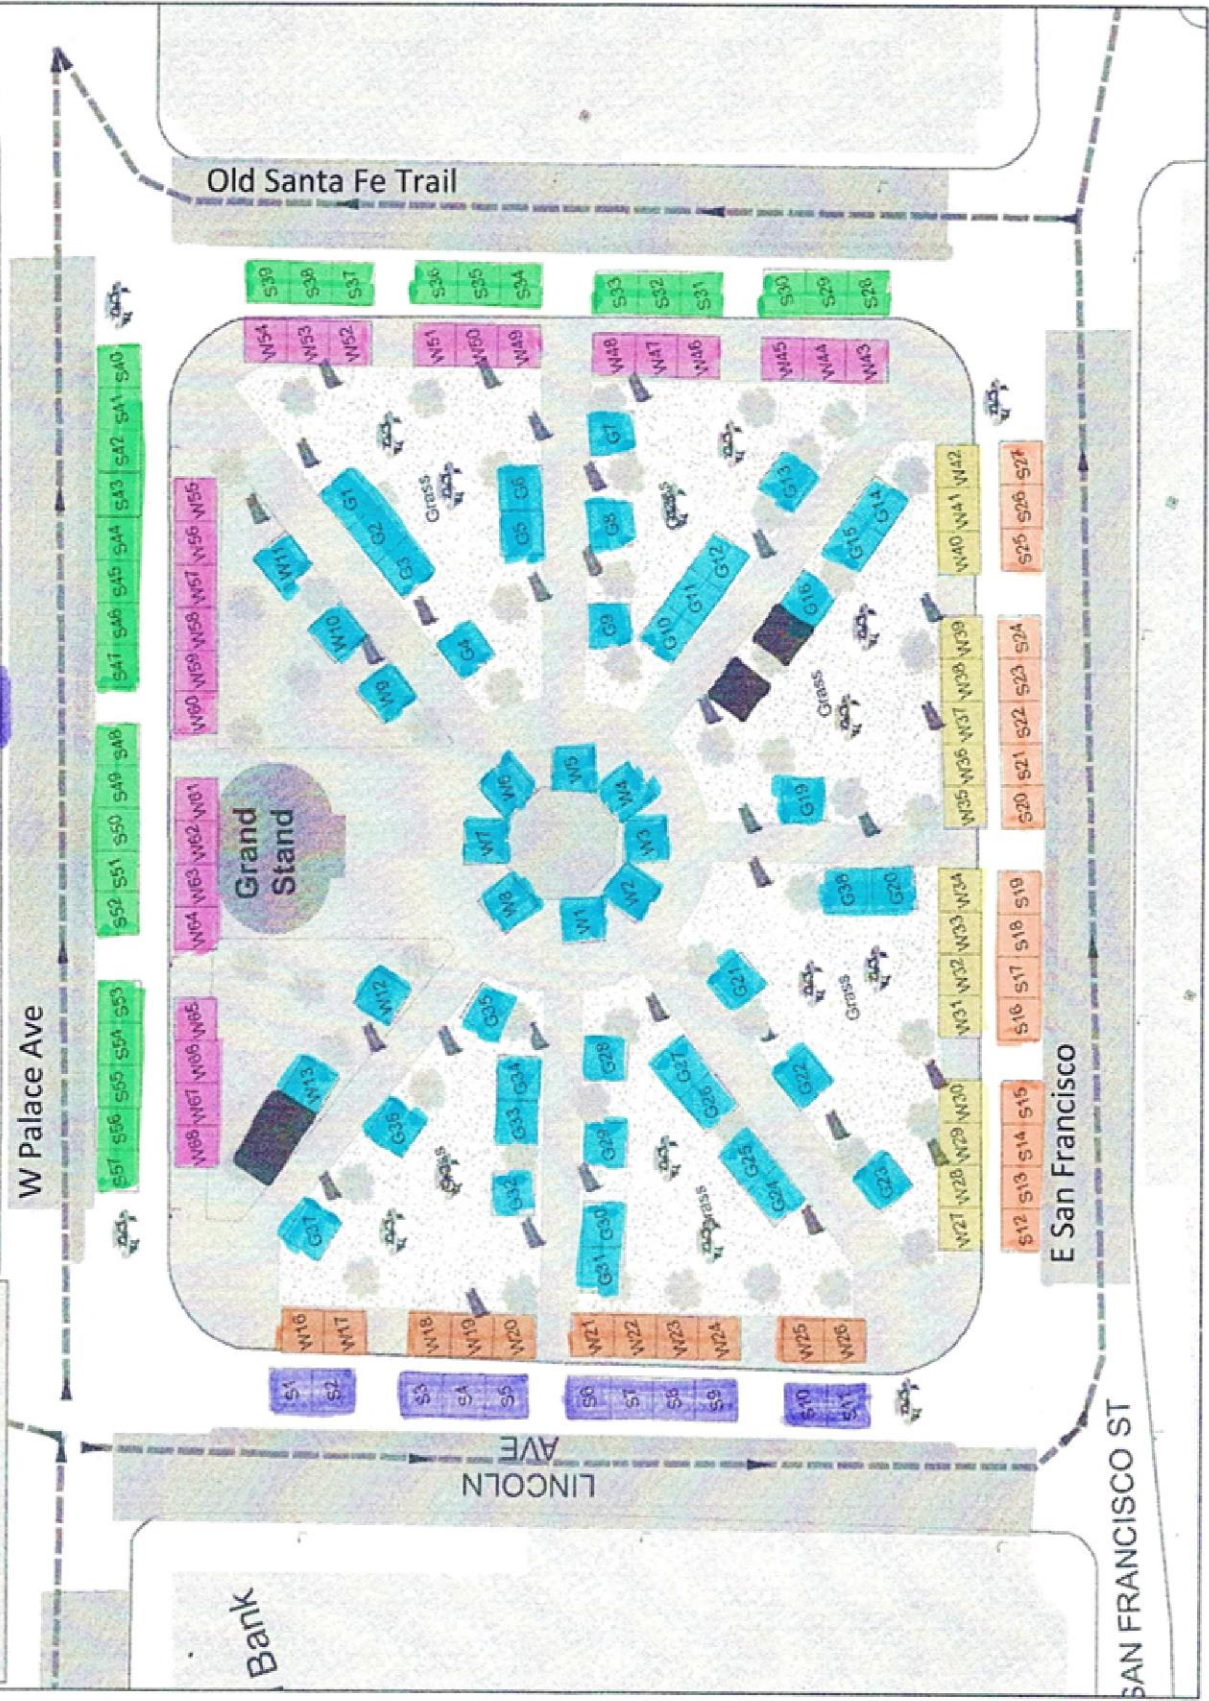 Old Santa Fe Trail
S39 S38 S37
S36 S35 S34
S33 S32 S31
S30 S29 S28
W54 W53 W52
W51 W50 W49
W48 W47 W46
W45 W44 W43
S40
S41
S42
S43
S44
S45
S46
S47
S48
S49
S50
S51
S52
S53
S54
S55
S56
S57
W Palace Ave
W55
W56
W57
W58
W59
W60
W61
W62
W63
W64
W65
W66
W67
W68
Grand
Stand
W11
W10
W9
G1
G2
G3
G4
Grass
G6
G5
G7
G8
G9
Grass
G12
G11
G10
G13
G14
G15
G16
Grass
G19
W6
W5
W4
W7
W3
W8
W1
W2
G38 G20
W12
W13
G35
G34
G33
G32
G36
G37
Grass
G28
G29
G30
G31
G21
G22
G23
G27
G26
G25
G24
Grass
Grass
W42
W41
W40
W39
W38
W37
W36
W35
W34
W33
W32
W31
W30
W29
W28
W27
S27
S26
S25
S24
S23
S22
S21
S20
S19
S18
S17
S16
S15
S14
S13
S12
E San Francisco
W16 W17
W18 W19 W20
W21 W22 W23 W24
W25 W26
S1 S2
S3 S4 S5
S6 S7 S8 S9
S10 S11
LINCOLN
AVE
Bank
SAN FRANCISCO ST